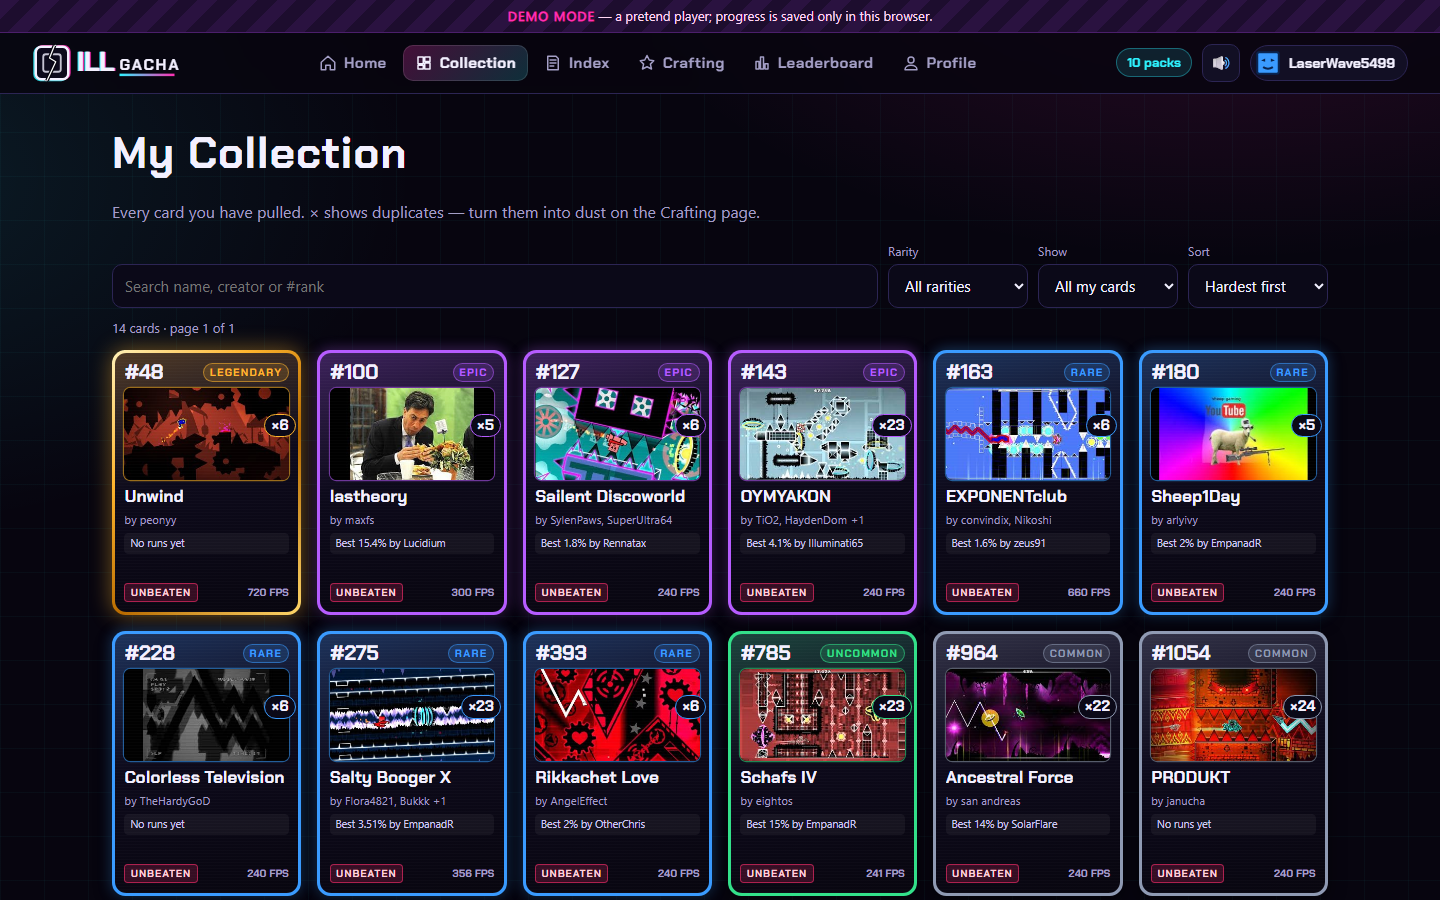 DEMO MODE — a pretend player; progress is saved only in this browser.
ILL GACHA
Home
Collection
Index
Crafting
Leaderboard
Profile
10 packs
LaserWave5499
My Collection
Every card you have pulled. × shows duplicates — turn them into dust on the Crafting page.
Rarity
Show
Sort
Search name, creator or #rank
All rarities
All my cards
Hardest first
14 cards · page 1 of 1
#48 LEGENDARY
×6
Unwind
by peonyy
No runs yet
UNBEATEN 720 FPS
#100 EPIC
×5
lastheory
by maxfs
Best 15.4% by Lucidium
UNBEATEN 300 FPS
#127 EPIC
×6
Sailent Discoworld
by SylenPaws, SuperUltra64
Best 1.8% by Rennatax
UNBEATEN 240 FPS
#143 EPIC
×23
OYMYAKON
by TiO2, HaydenDom +1
Best 4.1% by Illuminati65
UNBEATEN 240 FPS
#163 RARE
×6
EXPONENTclub
by convindix, Nikoshi
Best 1.6% by zeus91
UNBEATEN 660 FPS
#180 RARE
YouTube
×5
Sheep1Day
by arlyivy
Best 2% by EmpanadR
UNBEATEN 240 FPS
#228 RARE
×6
Colorless Television
by TheHardyGoD
No runs yet
UNBEATEN 240 FPS
#275 RARE
×23
Salty Booger X
by Flora4821, Bukkk +1
Best 3.51% by EmpanadR
UNBEATEN 356 FPS
#393 RARE
×6
Rikkachet Love
by AngelEffect
Best 2% by OtherChris
UNBEATEN 240 FPS
#785 UNCOMMON
×23
Schafs IV
by eightos
Best 15% by EmpanadR
UNBEATEN 241 FPS
#964 COMMON
×22
Ancestral Force
by san andreas
Best 14% by SolarFlare
UNBEATEN 240 FPS
#1054 COMMON
×24
PRODUKT
by janucha
No runs yet
UNBEATEN 240 FPS